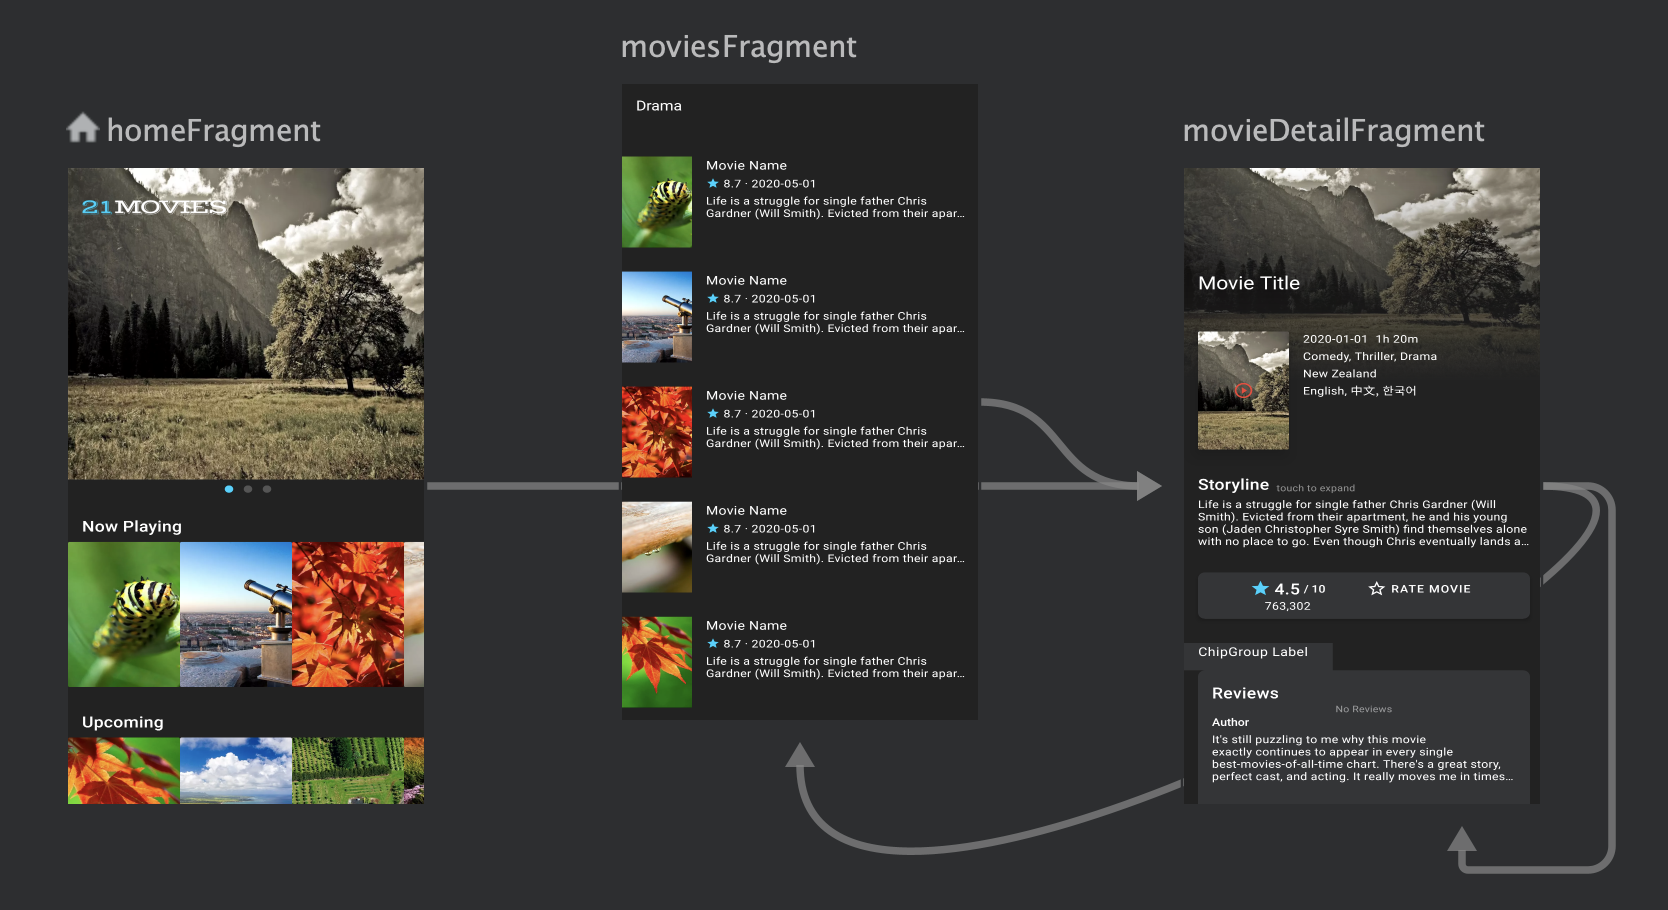 moviesFragment
homeFragment
movieDetailFragment
21MOVIES
Now Playing
Upcoming
Drama
Movie Name
8.7 · 2020-05-01
Life is a struggle for single father Chris
Gardner (Will Smith). Evicted from their apar...
Movie Name
8.7 · 2020-05-01
Life is a struggle for single father Chris
Gardner (Will Smith). Evicted from their apar...
Movie Name
8.7 · 2020-05-01
Life is a struggle for single father Chris
Gardner (Will Smith). Evicted from their apar...
Movie Name
8.7 · 2020-05-01
Life is a struggle for single father Chris
Gardner (Will Smith). Evicted from their apar...
Movie Name
8.7 · 2020-05-01
Life is a struggle for single father Chris
Gardner (Will Smith). Evicted from their apar...
Movie Title
2020-01-01 1h 20m
Comedy, Thriller, Drama
New Zealand
English, 中文, 한국어
Storyline touch to expand
Life is a struggle for single father Chris Gardner (Will
Smith). Evicted from their apartment, he and his young
son (Jaden Christopher Syre Smith) find themselves alone
with no place to go. Even though Chris eventually lands a...
4.5 / 10 RATE MOVIE
763,302
ChipGroup Label
Reviews
No Reviews
Author
It's still puzzling to me why this movie
exactly continues to appear in every single
best-movies-of-all-time chart. There's a great story,
perfect cast, and acting. It really moves me in times...